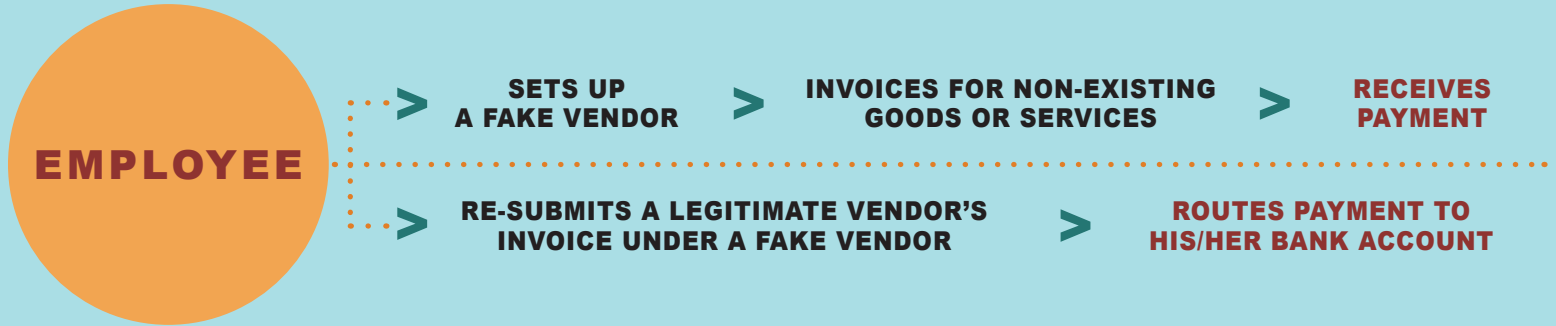 EMPLOYEE
> SETS UP
A FAKE VENDOR
> INVOICES FOR NON-EXISTING
GOODS OR SERVICES
> RECEIVES
PAYMENT
> RE-SUBMITS A LEGITIMATE VENDOR’S
INVOICE UNDER A FAKE VENDOR
> ROUTES PAYMENT TO
HIS/HER BANK ACCOUNT